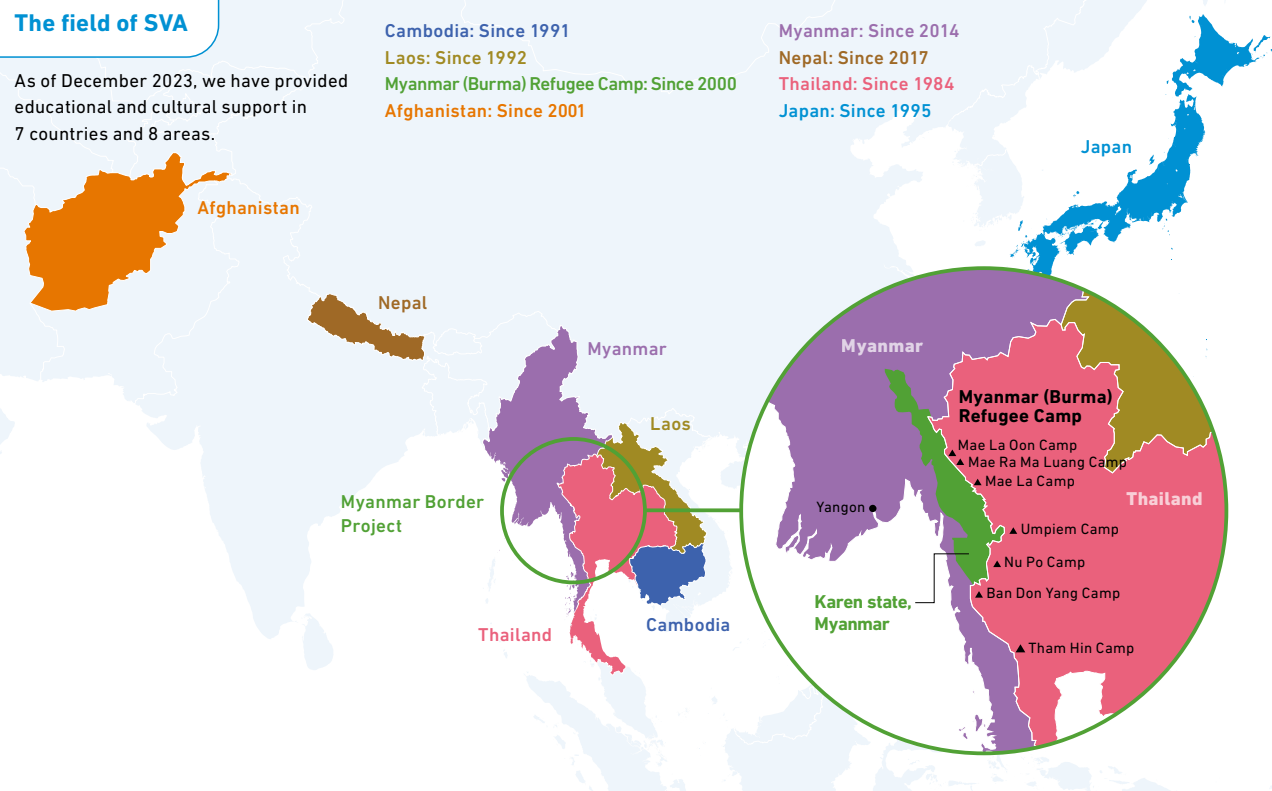 The field of SVA
As of December 2023, we have provided
educational and cultural support in
7 countries and 8 areas.
Cambodia: Since 1991
Laos: Since 1992
Myanmar (Burma) Refugee Camp: Since 2000
Afghanistan: Since 2001
Myanmar: Since 2014
Nepal: Since 2017
Thailand: Since 1984
Japan: Since 1995
Japan
Afghanistan
Nepal
Myanmar
Laos
Myanmar Border
Project
Thailand
Cambodia
Myanmar
Myanmar (Burma)
Refugee Camp
Mae La Oon Camp
Mae Ra Ma Luang Camp
Mae La Camp
Thailand
Yangon
Umpiem Camp
Nu Po Camp
Ban Don Yang Camp
Karen state,
Myanmar
Tham Hin Camp